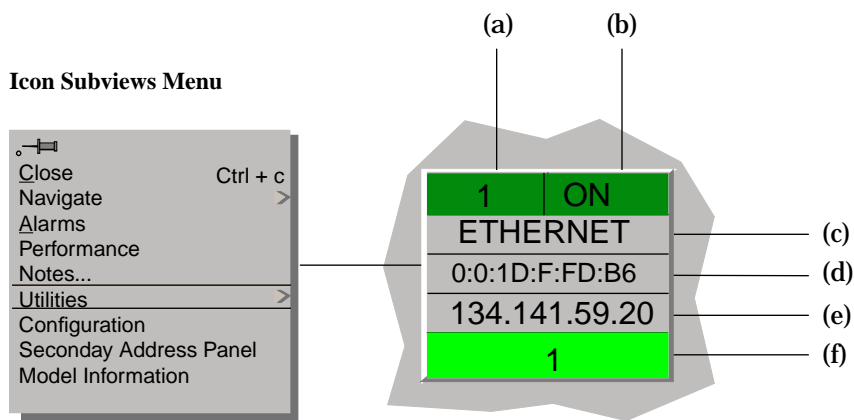 (a) (b)
Icon Subviews Menu
Close Ctrl + c
Navigate
Alarms
Performance
Notes...
Utilities
Configuration
Seconday Address Panel
Model Information
1 ON
ETHERNET (c)
0:0:1D:F:FD:B6 (d)
134.141.59.20 (e)
1 (f)